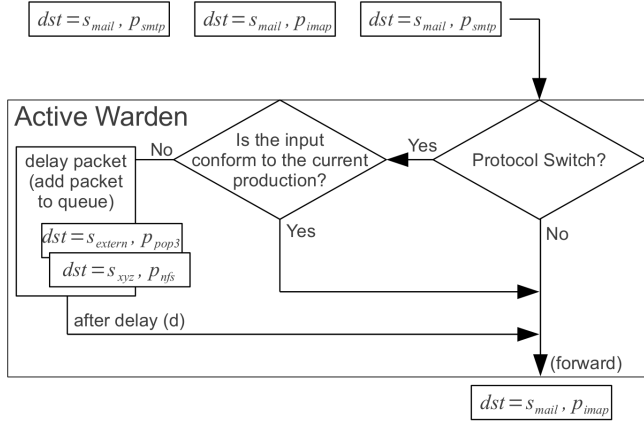 dst = s_mail , p_smtp
dst = s_mail , p_imap
dst = s_mail , p_smtp
Active Warden
Is the input
conform to the current
production?
Protocol Switch?
Yes
No
delay packet
(add packet
to queue)
dst = s_extern , p_pop3
dst = s_xyz , p_nfs
Yes
No
after delay (d)
(forward)
dst = s_mail , p_imap